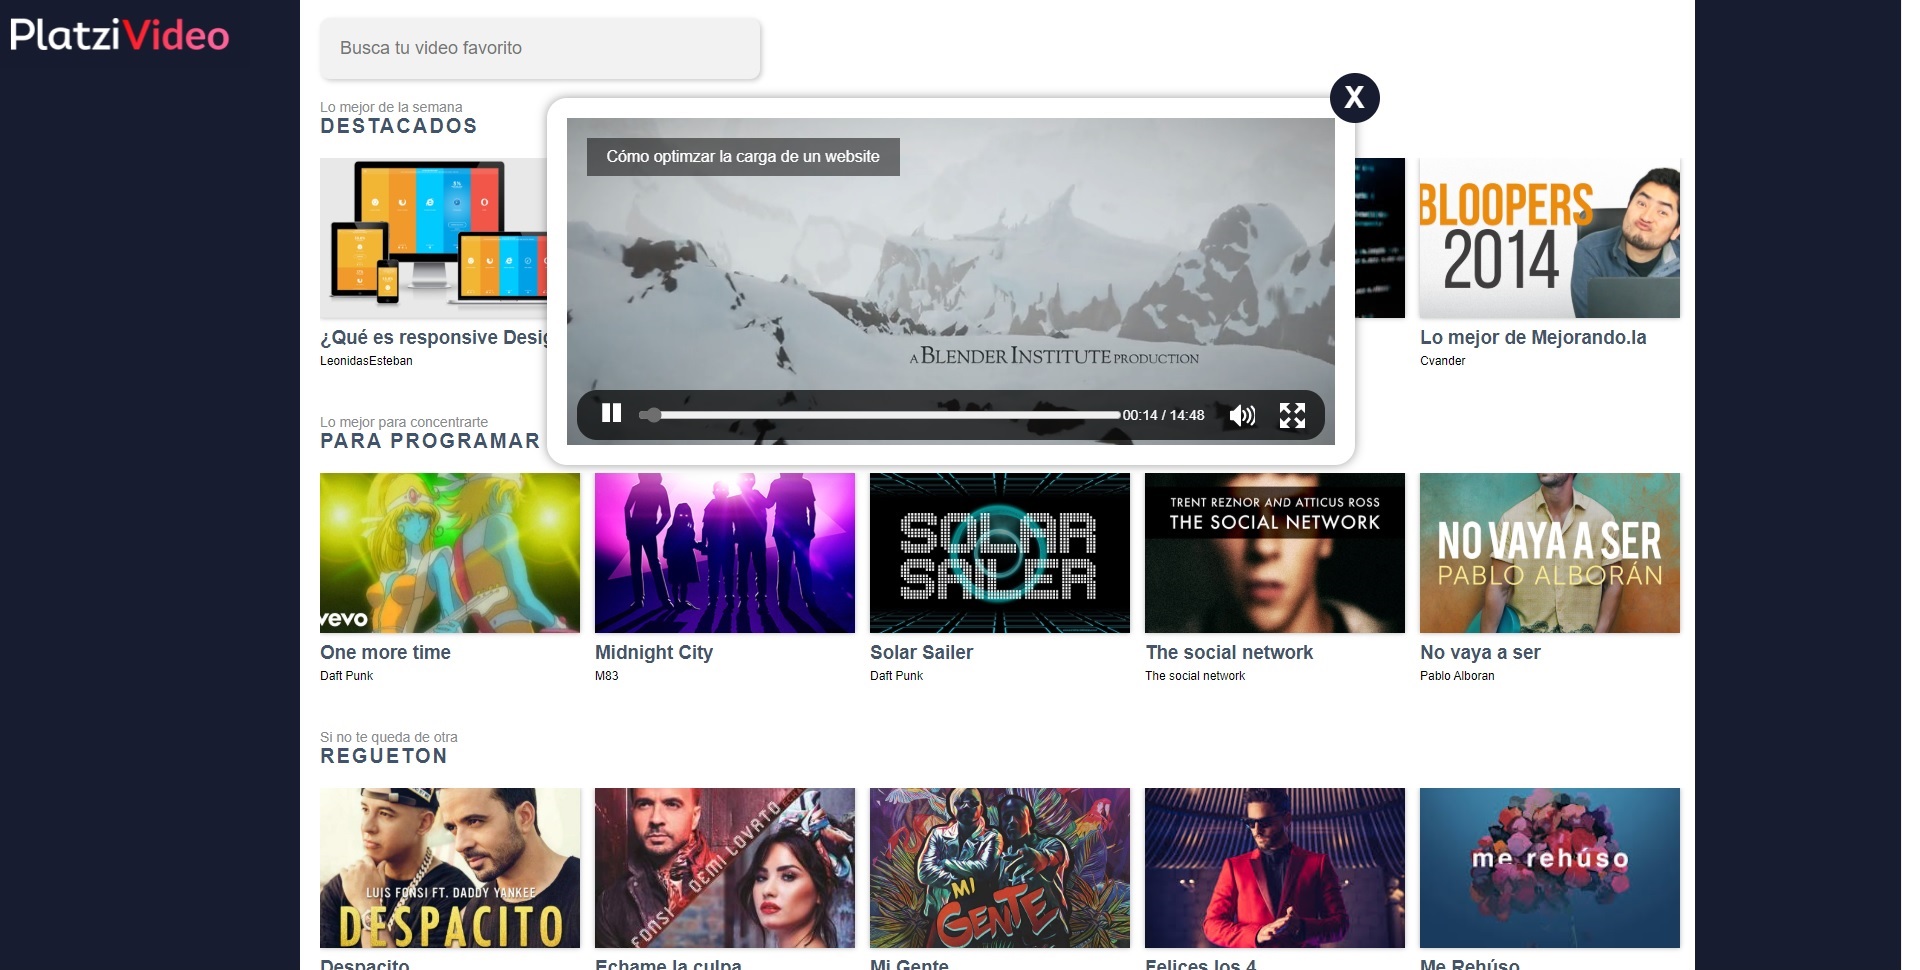 PlatziVideo
Busca tu video favorito
X
Lo mejor de la semana
DESTACADOS
Cómo optimzar la carga de un website
A BLENDER INSTITUTE PRODUCTION
00:14 / 14:48
BLOOPERS
2014
¿Qué es responsive Desig
LeonidasEsteban
Lo mejor de Mejorando.la
Cvander
Lo mejor para concentrarte
PARA PROGRAMAR
vevo
SOLAR
SAILER
TRENT REZNOR AND ATTICUS ROSS
THE SOCIAL NETWORK
NO VAYA A SER
PABLO ALBORÁN
One more time
Daft Punk
Midnight City
M83
Solar Sailer
Daft Punk
The social network
The social network
No vaya a ser
Pablo Alboran
Si no te queda de otra
REGUETON
LUIS FONSI FT. DADDY YANKEE
DESPACITO
FONSI DEMI LOVATO
MI
GENTE
me rehúso
Despacito
Echame la culpa
Mi Gente
Felices los 4
Me Rehúso